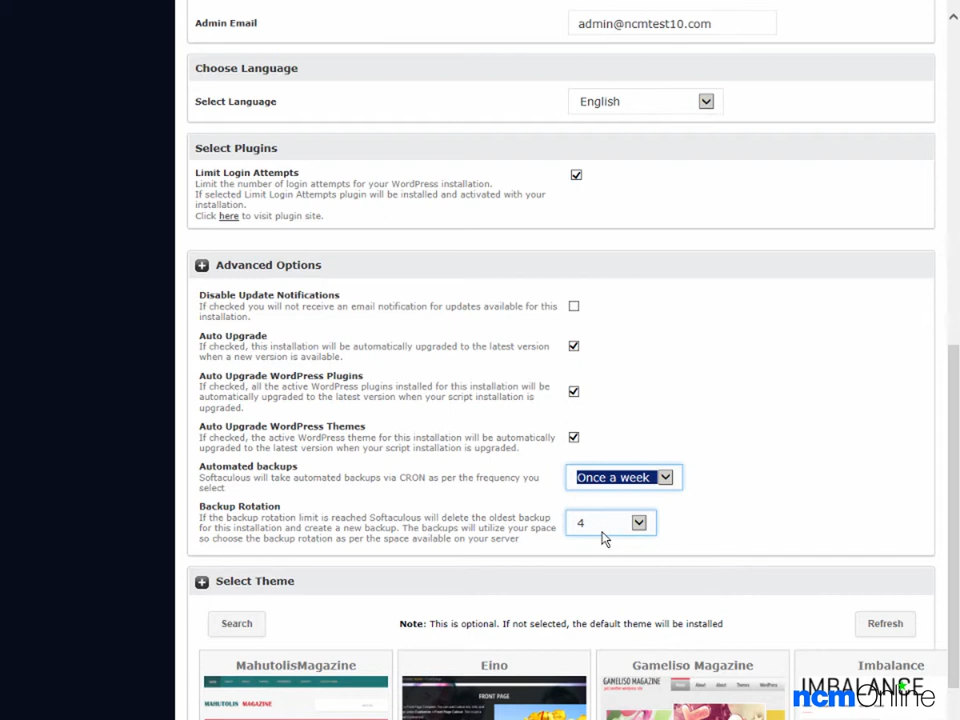 Admin Email
admin@ncmtest10.com
Choose Language
Select Language
English
Select Plugins
Limit Login Attempts
Limit the number of login attempts for your WordPress installation.
If selected Limit Login Attempts plugin will be installed and activated with your
installation.
Click here to visit plugin site.
Advanced Options
Disable Update Notifications
If checked you will not receive an email notification for updates available for this
installation.
Auto Upgrade
If checked, this installation will be automatically upgraded to the latest version
when a new version is available.
Auto Upgrade WordPress Plugins
If checked, all the active WordPress plugins installed for this installation will be
automatically upgraded to the latest version when your script installation is
upgraded.
Auto Upgrade WordPress Themes
If checked, the active WordPress theme for this installation will be automatically
upgraded to the latest version when your script installation is upgraded.
Automated backups
Softaculous will take automated backups via CRON as per the frequency you
select
Once a week
Backup Rotation
If the backup rotation limit is reached Softaculous will delete the oldest backup
for this installation and create a new backup. The backups will utilize your space
so choose the backup rotation as per the space available on your server
4
Select Theme
Search
Note: This is optional. If not selected, the default theme will be installed
Refresh
MahutolisMagazine
Eino
Gameliso Magazine
Imbalance
MAHUTOLIS MAGAZINE
FRONT PAGE
GAMELISO MAGAZINE
IMBALANCE
ncmOnline